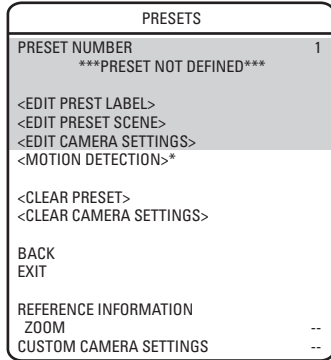 PRESETS
PRESET NUMBER 1
***PRESET NOT DEFINED***
<EDIT PREST LABEL>
<EDIT PRESET SCENE>
<EDIT CAMERA SETTINGS>
<MOTION DETECTION>*
<CLEAR PRESET>
<CLEAR CAMERA SETTINGS>
BACK
EXIT
REFERENCE INFORMATION
ZOOM --
CUSTOM CAMERA SETTINGS --